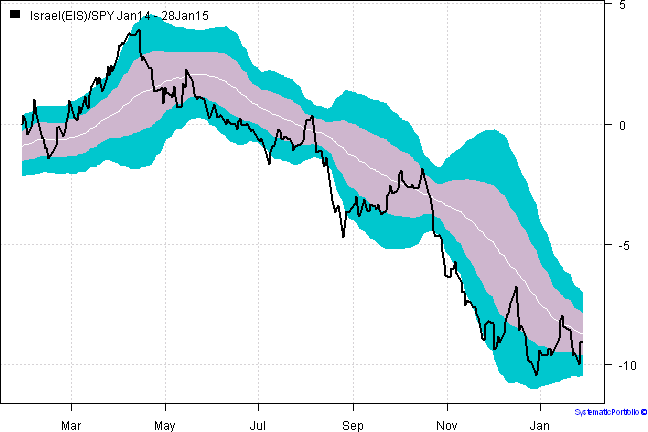 Israel(EIS)/SPY Jan14 - 28Jan15
5
0
-5
-10
Mar May Jul Sep Nov Jan
SystematicPortfolio ©